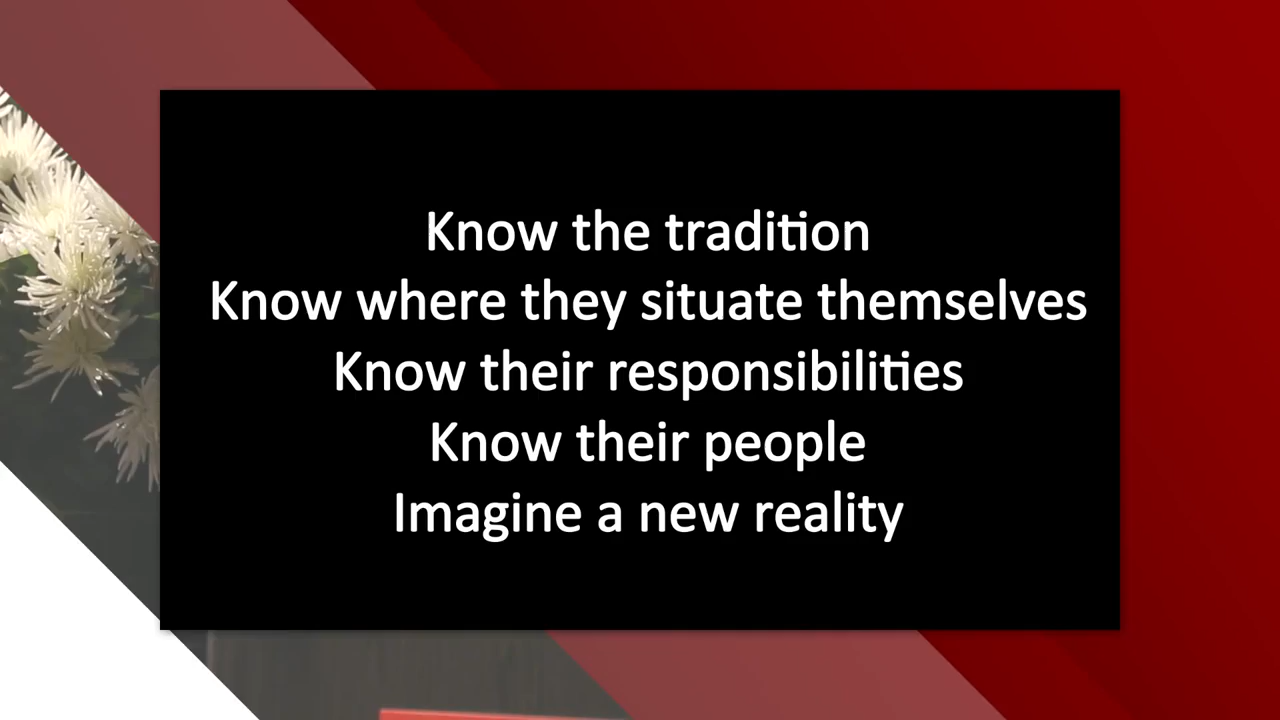 Know the tradition
Know where they situate themselves
Know their responsibilities
Know their people
Imagine a new reality